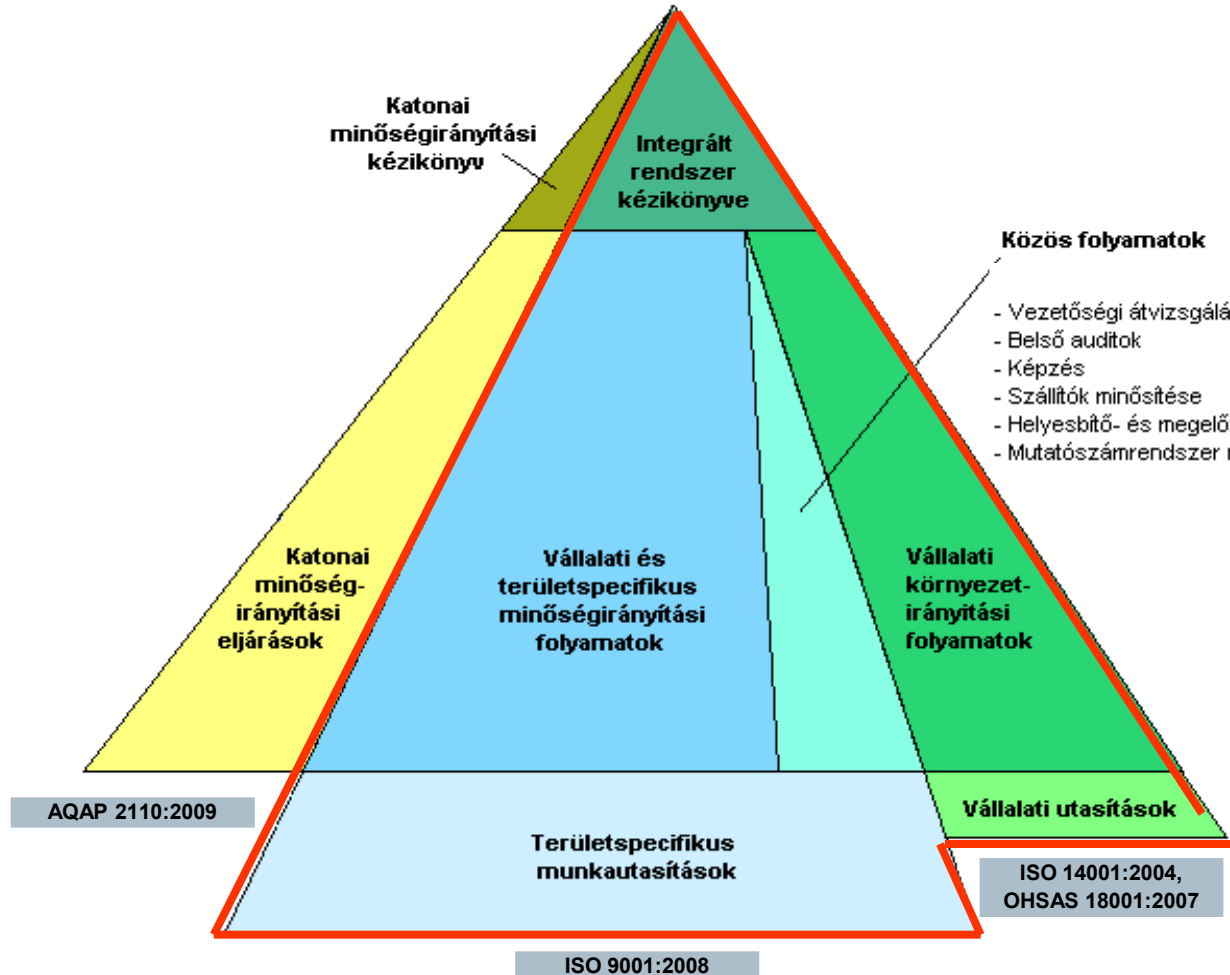 Katonai
minőségirányítási
kézikönyv
Integrált
rendszer
kézikönyve
Közös folyamatok
- Vezetőségi átvizsgálá
- Belső auditok
- Képzés
- Szállítók minősítése
- Helyesbítő- és megelő
- Mutatószámrendszer
Katonai
minőség-
irányítási
eljárások
Vállalati és
területspecifikus
minőségirányítási
folyamatok
Vállalati
környezet-
irányítási
folyamatok
AQAP 2110:2009
Vállalati utasítások
Területspecifikus
munkautasítások
ISO 14001:2004,
OHSAS 18001:2007
ISO 9001:2008